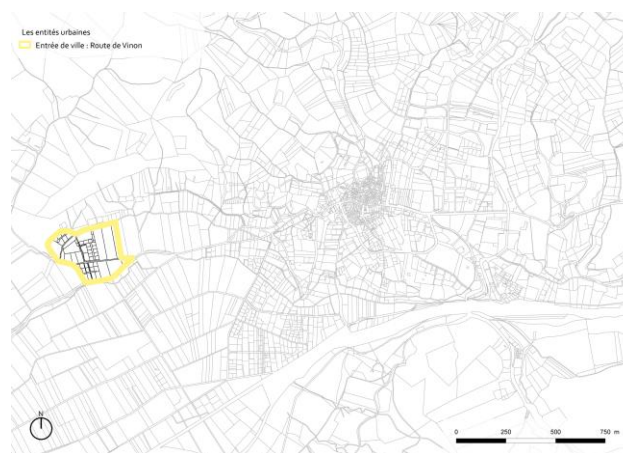 Les entités urbaines
Entrée de ville : Route de Vinon
N
0 250 500 750 m